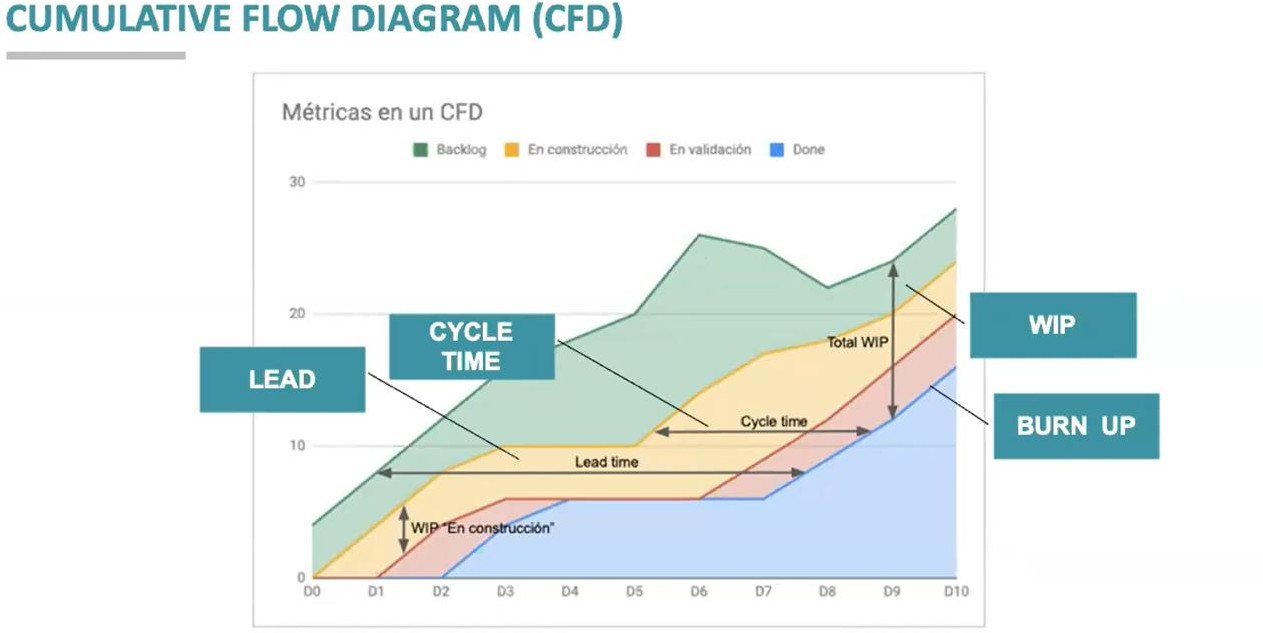 CUMULATIVE FLOW DIAGRAM (CFD)
Métricas en un CFD
Backlog En construcción En validación Done
30
20
10
0
CYCLE
TIME
LEAD
WIP
BURN UP
Total WIP
Cycle time
Lead time
WIP "En construcción"
D0 D1 D2 D3 D4 D5 D6 D7 D8 D9 D10